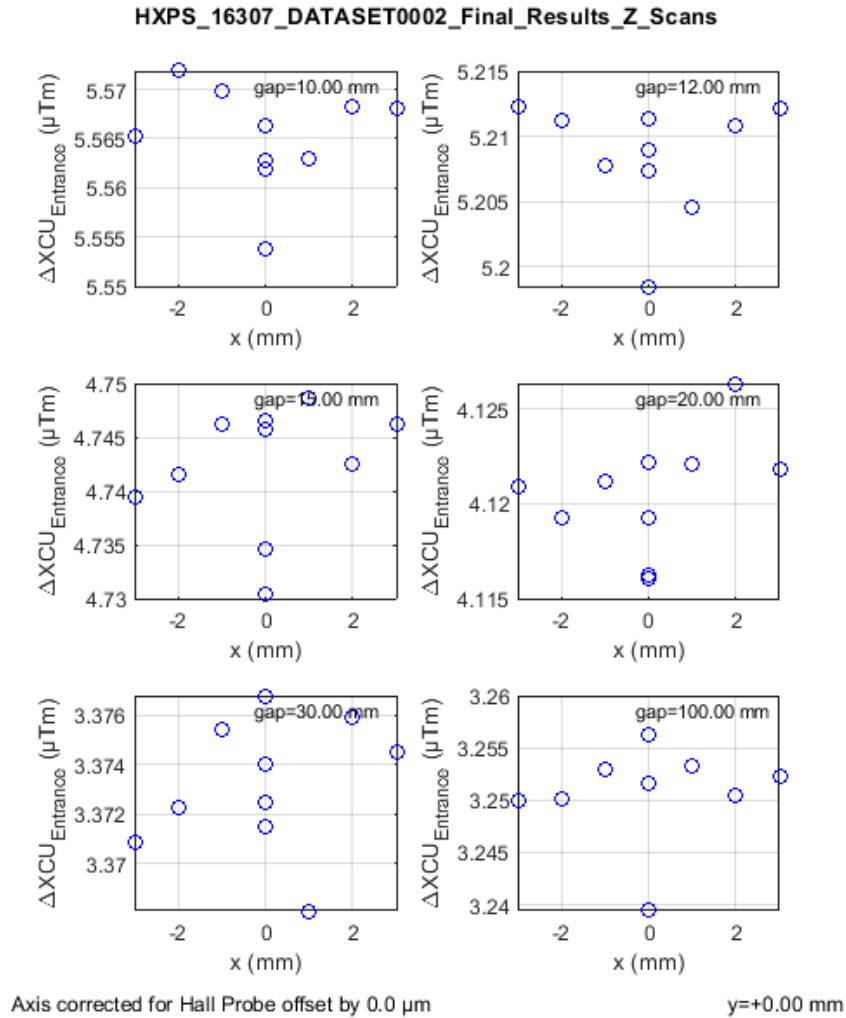 HXPS_16307_DATASET0002_Final_Results_Z_Scans
ΔXCU_Entrance (µTm)
5.57
5.565
5.56
5.555
5.55
gap=10.00 mm
-2 0 2
x (mm)
ΔXCU_Entrance (µTm)
5.215
5.21
5.205
5.2
gap=12.00 mm
-2 0 2
x (mm)
ΔXCU_Entrance (µTm)
4.75
4.745
4.74
4.735
4.73
gap=15.00 mm
-2 0 2
x (mm)
ΔXCU_Entrance (µTm)
4.125
4.12
4.115
gap=20.00 mm
-2 0 2
x (mm)
ΔXCU_Entrance (µTm)
3.376
3.374
3.372
3.37
gap=30.00 mm
-2 0 2
x (mm)
ΔXCU_Entrance (µTm)
3.26
3.255
3.25
3.245
3.24
gap=100.00 mm
-2 0 2
x (mm)
Axis corrected for Hall Probe offset by 0.0 µm
y=+0.00 mm